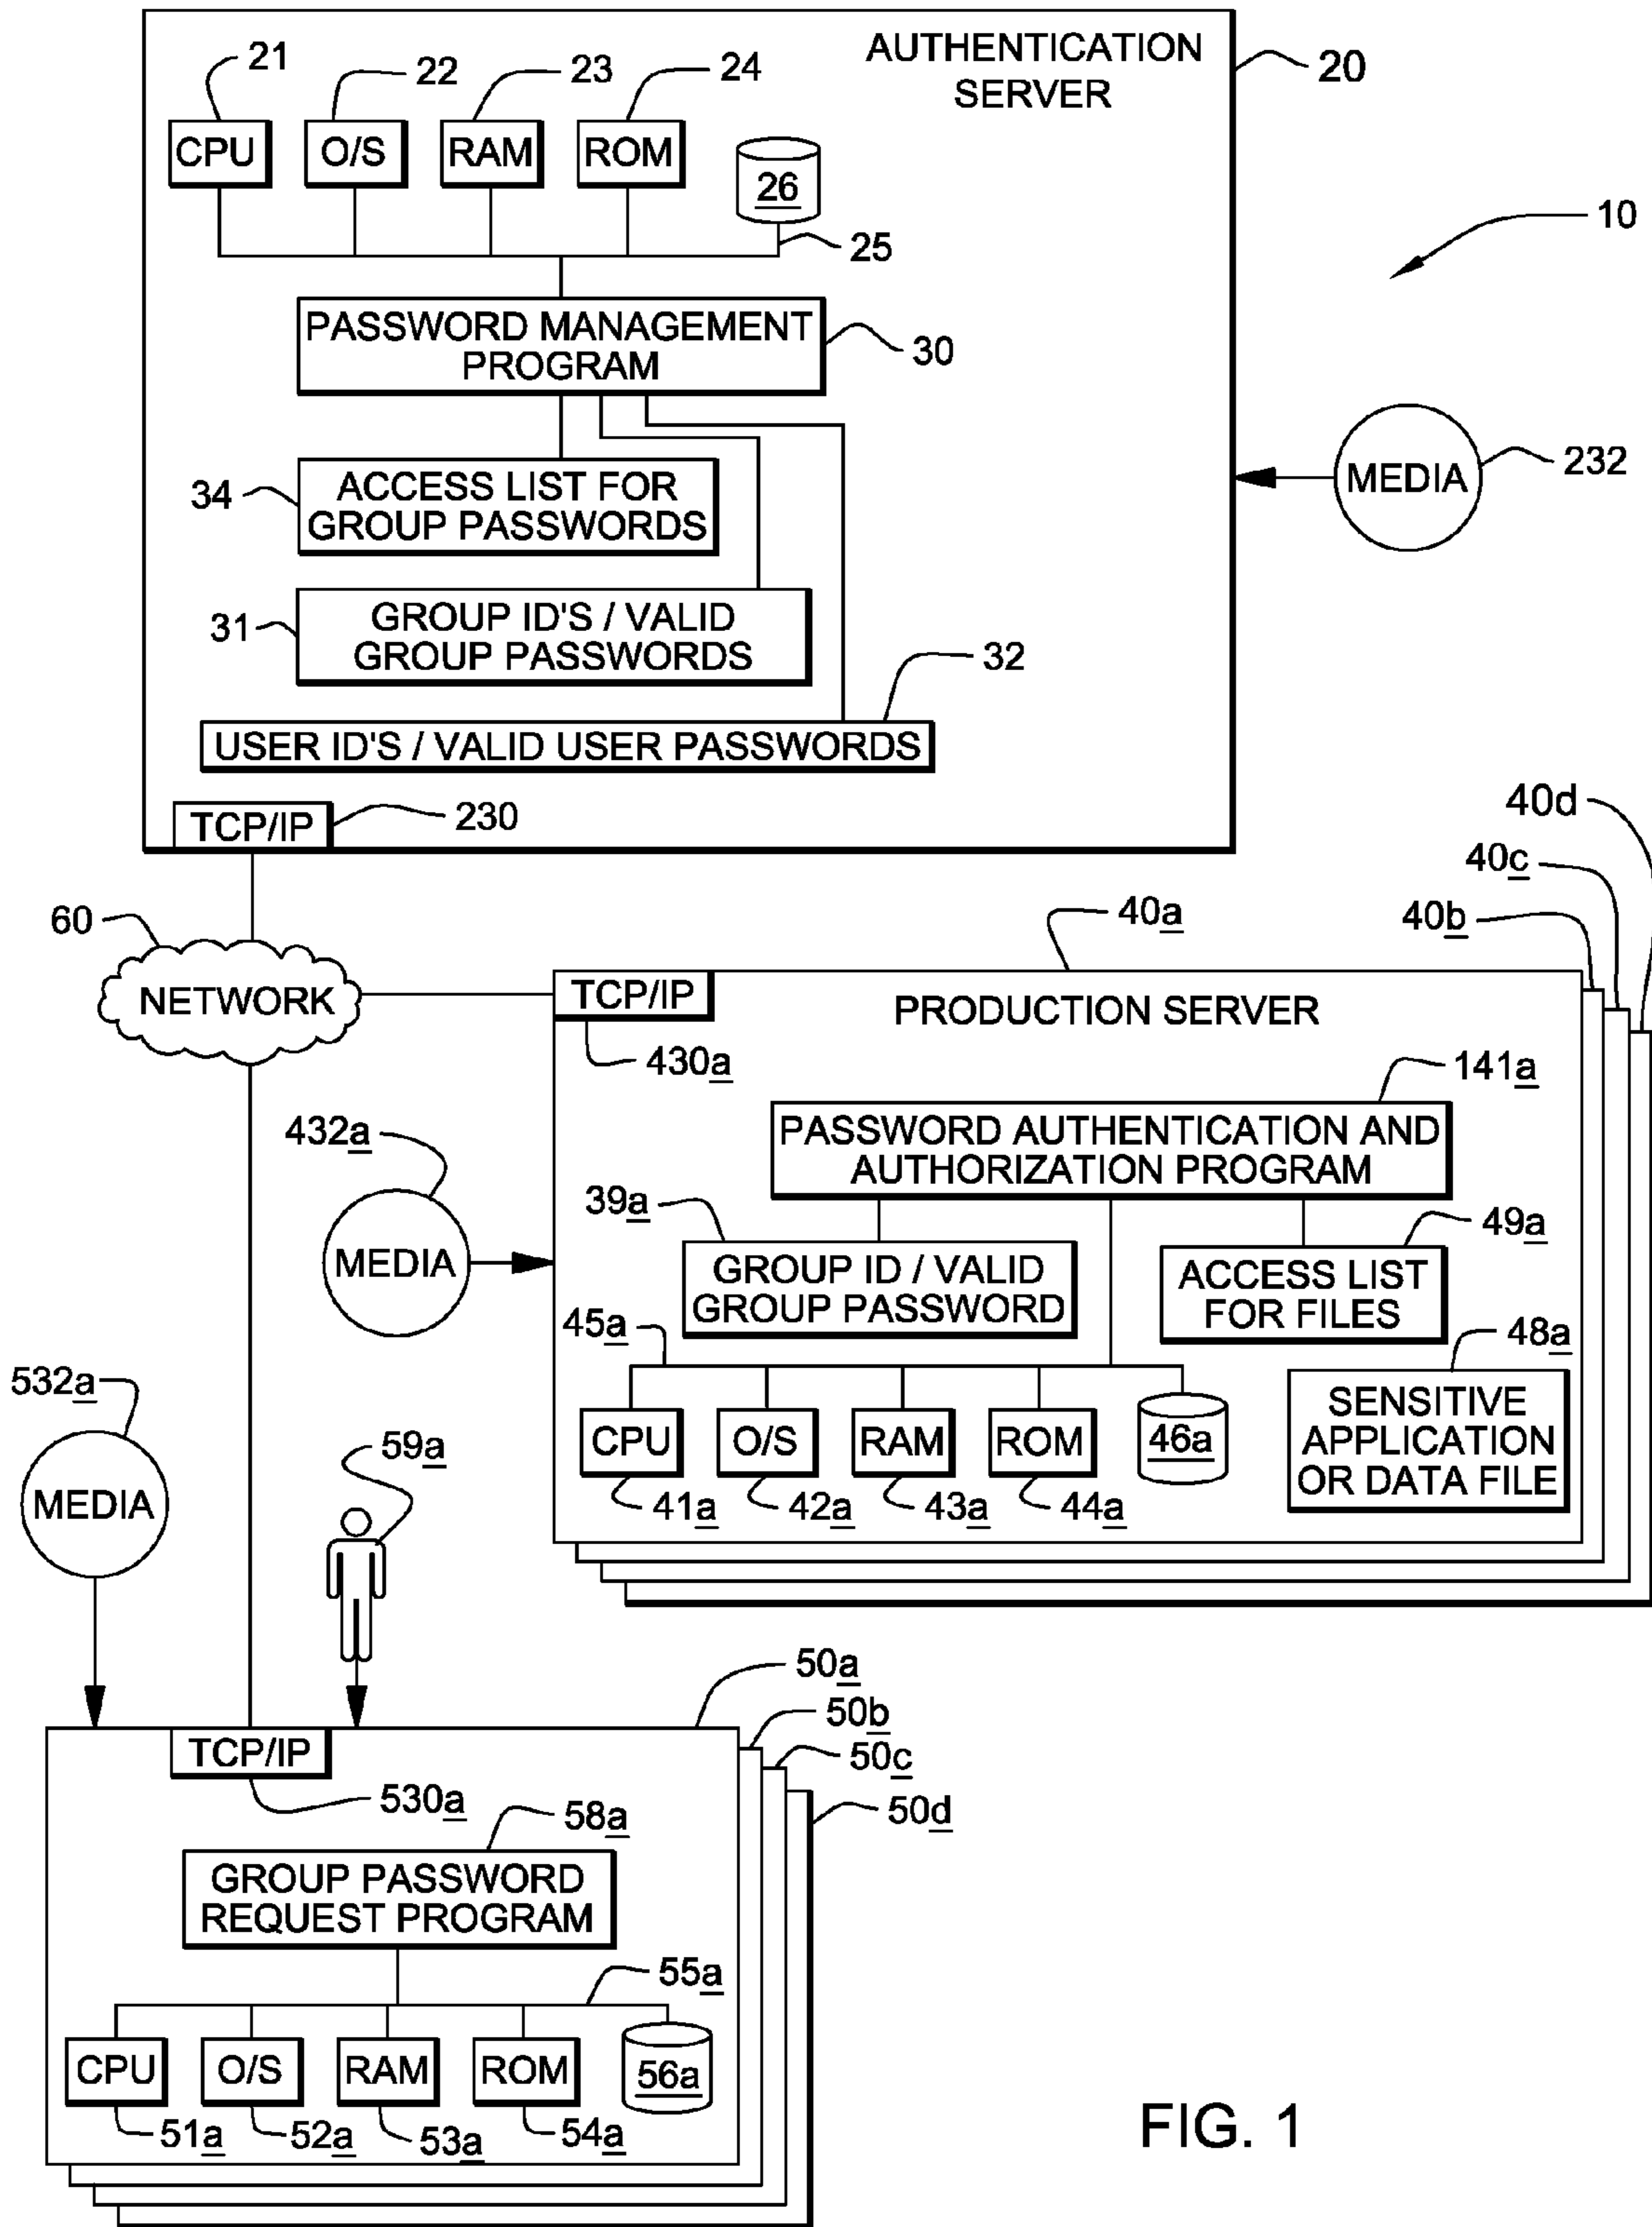 AUTHENTICATION
SERVER
20
21
22
23
24
CPU
O/S
RAM
ROM
26
25
10
PASSWORD MANAGEMENT
PROGRAM
30
MEDIA
232
34
ACCESS LIST FOR
GROUP PASSWORDS
31
GROUP ID'S / VALID
GROUP PASSWORDS
32
USER ID'S / VALID USER PASSWORDS
TCP/IP
230
40d
40c
40b
40a
60
NETWORK
TCP/IP
PRODUCTION SERVER
430a
141a
PASSWORD AUTHENTICATION AND
AUTHORIZATION PROGRAM
432a
MEDIA
39a
GROUP ID / VALID
GROUP PASSWORD
49a
ACCESS LIST
FOR FILES
45a
48a
SENSITIVE
APPLICATION
OR DATA FILE
CPU
O/S
RAM
ROM
46a
41a
42a
43a
44a
532a
MEDIA
59a
50a
50b
50c
50d
TCP/IP
530a
58a
GROUP PASSWORD
REQUEST PROGRAM
55a
CPU
O/S
RAM
ROM
56a
51a
52a
53a
54a
FIG. 1